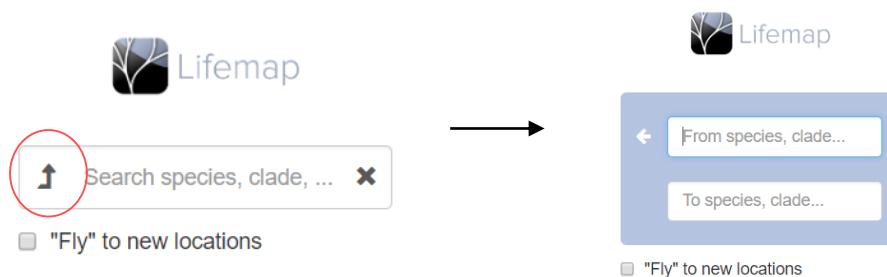 Lifemap
Search species, clade, ...
"Fly" to new locations
Lifemap
From species, clade...
To species, clade...
"Fly" to new locations